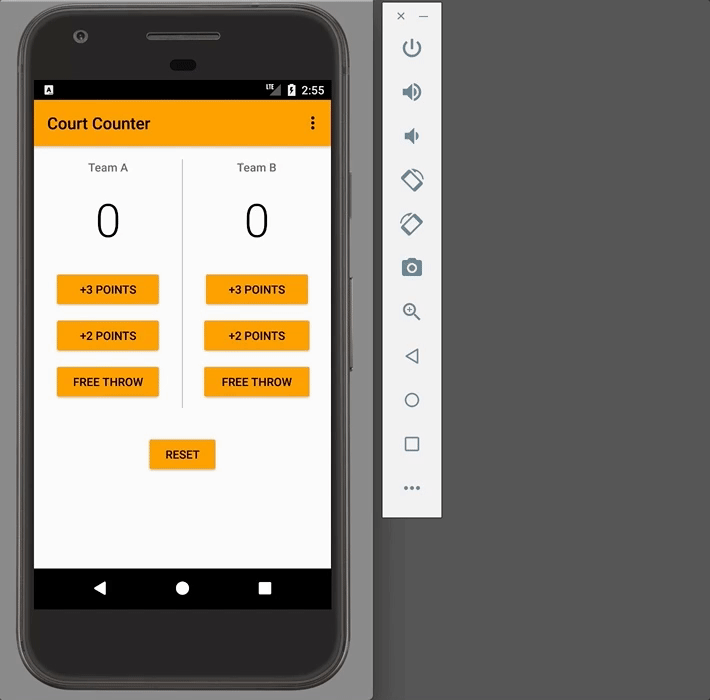 LTE 2:55
Court Counter
Team A Team B
0 0
+3 POINTS +3 POINTS
+2 POINTS +2 POINTS
FREE THROW FREE THROW
RESET